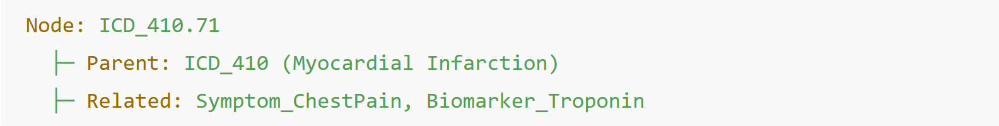 Node: ICD_410.71
├─ Parent: ICD_410 (Myocardial Infarction)
├─ Related: Symptom_ChestPain, Biomarker_Troponin